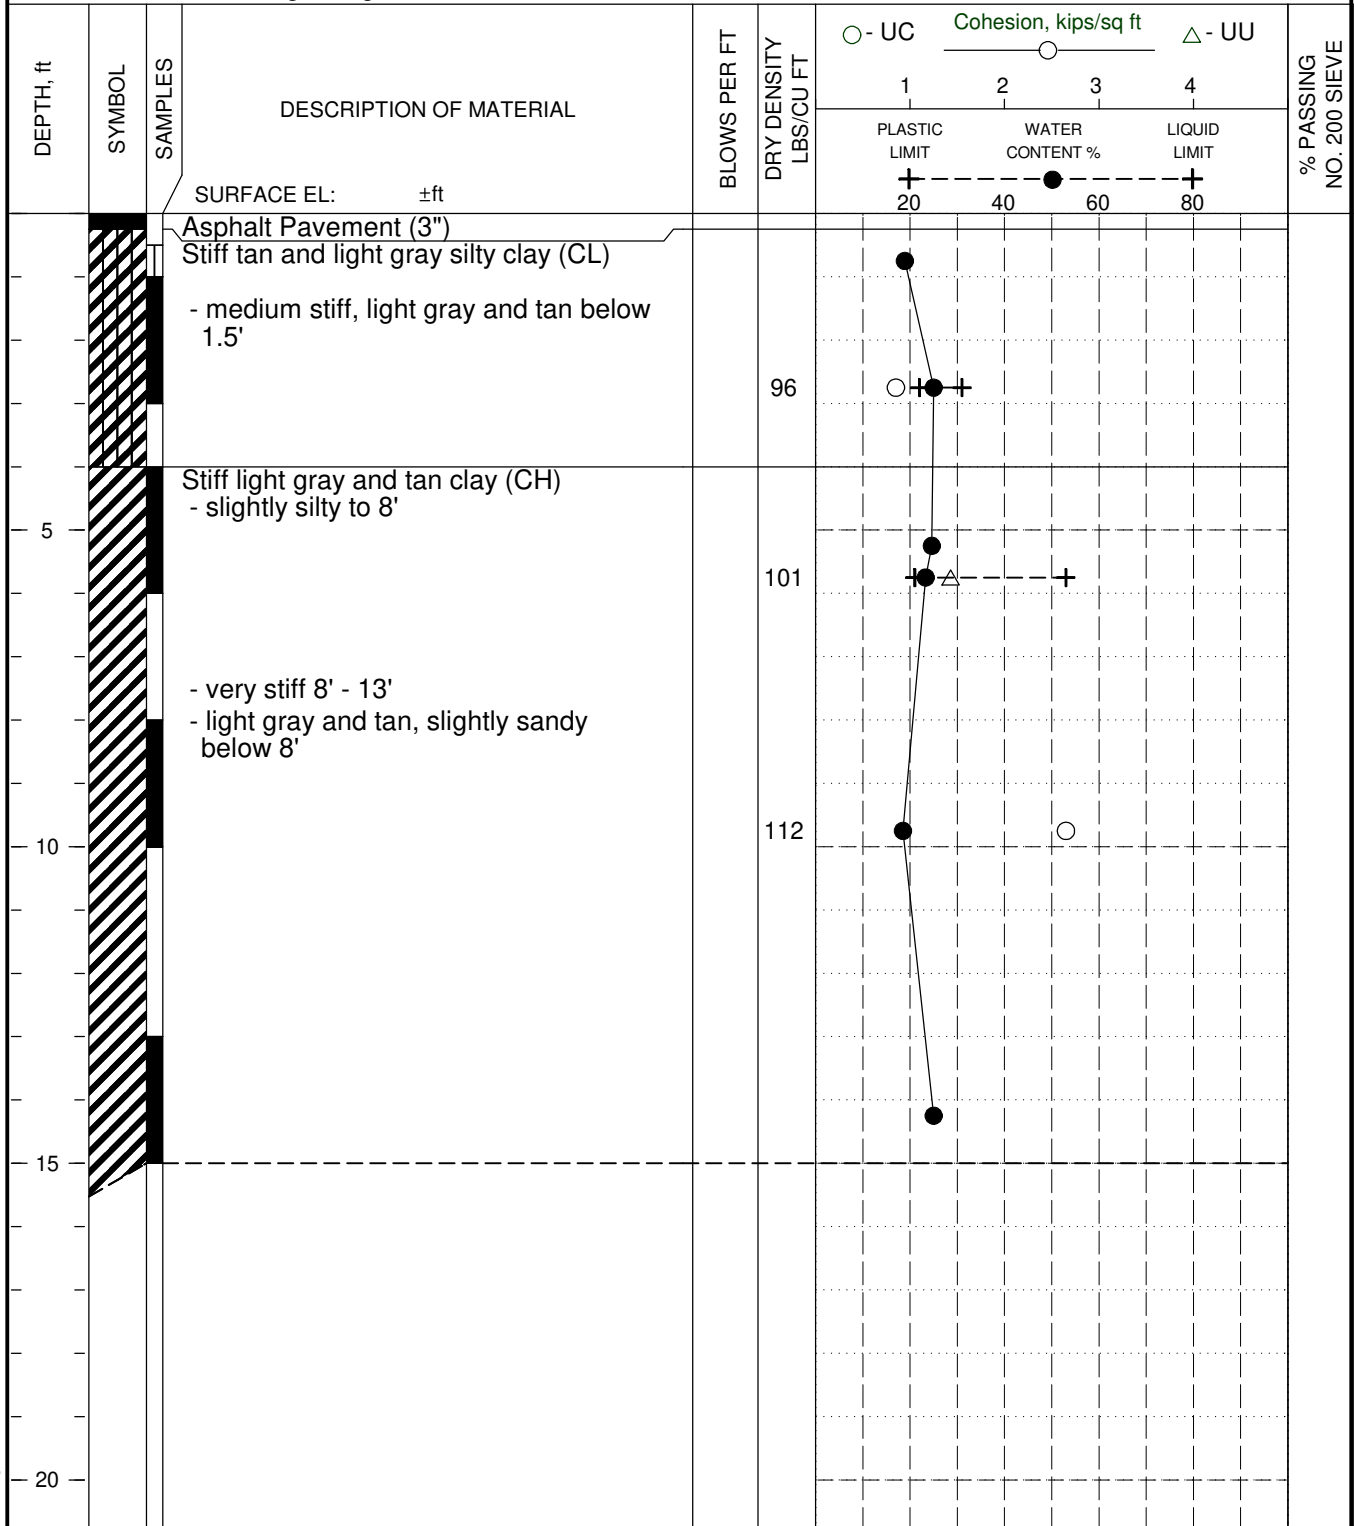 DEPTH, ft
SYMBOL
SAMPLES
DESCRIPTION OF MATERIAL
SURFACE EL: ±ft
BLOWS PER FT
DRY DENSITY
LBS/CU FT
- UC
Cohesion, kips/sq ft
- UU
1 2 3 4
PLASTIC
LIMIT
WATER
CONTENT %
LIQUID
LIMIT
20 40 60 80
% PASSING
NO. 200 SIEVE
Asphalt Pavement (3")
Stiff tan and light gray silty clay (CL)
- medium stiff, light gray and tan below
1.5'
96
Stiff light gray and tan clay (CH)
- slightly silty to 8'
5
101
- very stiff 8' - 13'
- light gray and tan, slightly sandy
below 8'
112
10
15
20